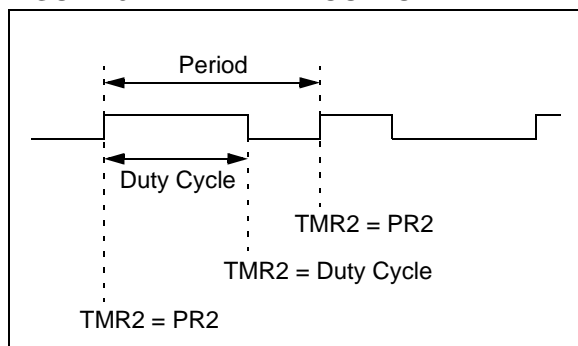 Period
Duty Cycle
TMR2 = PR2
TMR2 = Duty Cycle
TMR2 = PR2